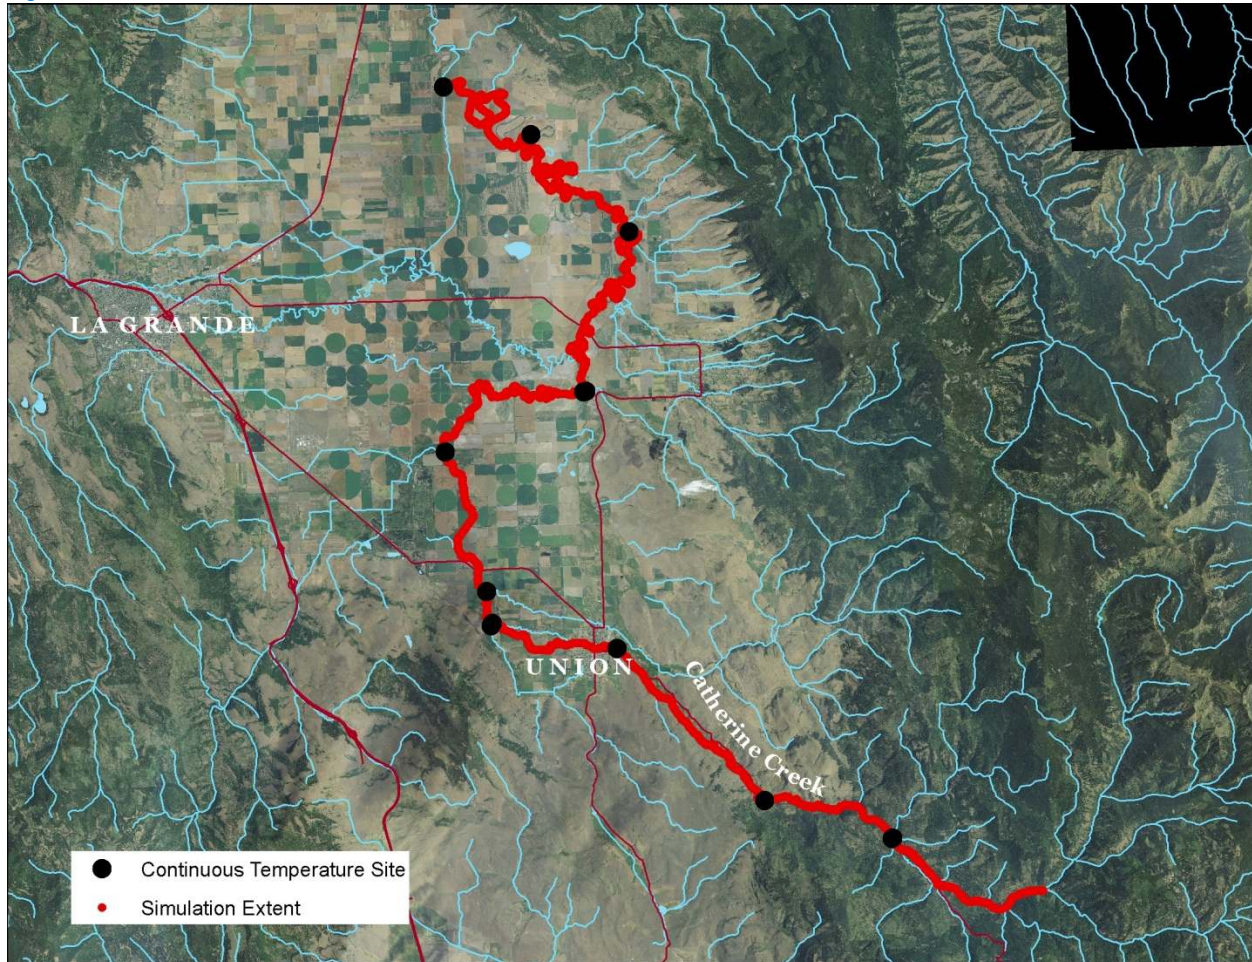 LA GRANDE
UNION
Catherine Creek
Continuous Temperature Site
Simulation Extent